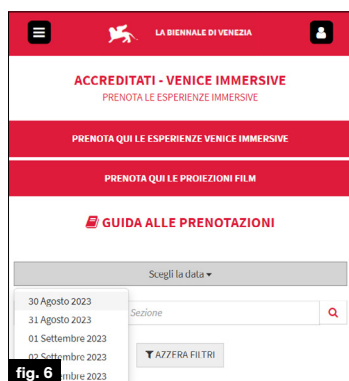 LA BIENNALE DI VENEZIA
ACCREDITATI - VENICE IMMERSIVE
PRENOTA LE ESPERIENZE IMMERSIVE
PRENOTA QUI LE ESPERIENZE VENICE IMMERSIVE
PRENOTA QUI LE PROIEZIONI FILM
GUIDA ALLE PRENOTAZIONI
Scegli la data
30 Agosto 2023
Sezione
31 Agosto 2023
01 Settembre 2023
02 Settembre 2023
AZZERA FILTRI
2023
fig. 6